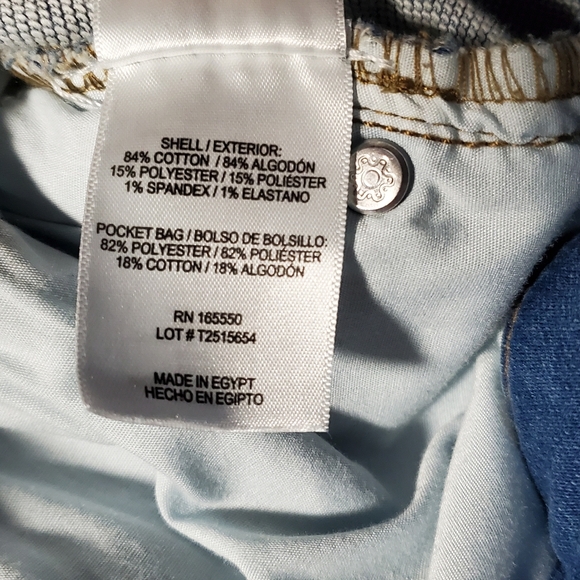 SHELL / EXTERIOR:
84% COTTON / 84% ALGODÓN
15% POLYESTER / 15% POLIÉSTER
1% SPANDEX / 1% ELASTANO
POCKET BAG / BOLSO DE BOLSILLO:
82% POLYESTER / 82% POLIÉSTER
18% COTTON / 18% ALGODÓN
RN 165550
LOT # T2515654
MADE IN EGYPT
HECHO EN EGIPTO